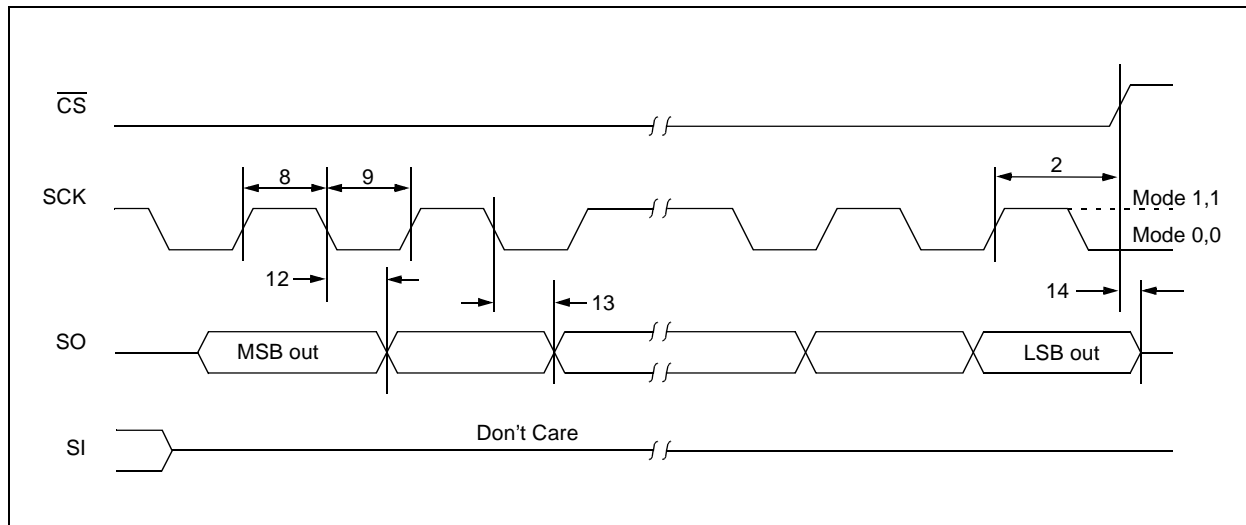 CS
2
8
9
SCK
Mode 1,1
Mode 0,0
12
13
14
SO
MSB out
LSB out
Don't Care
SI